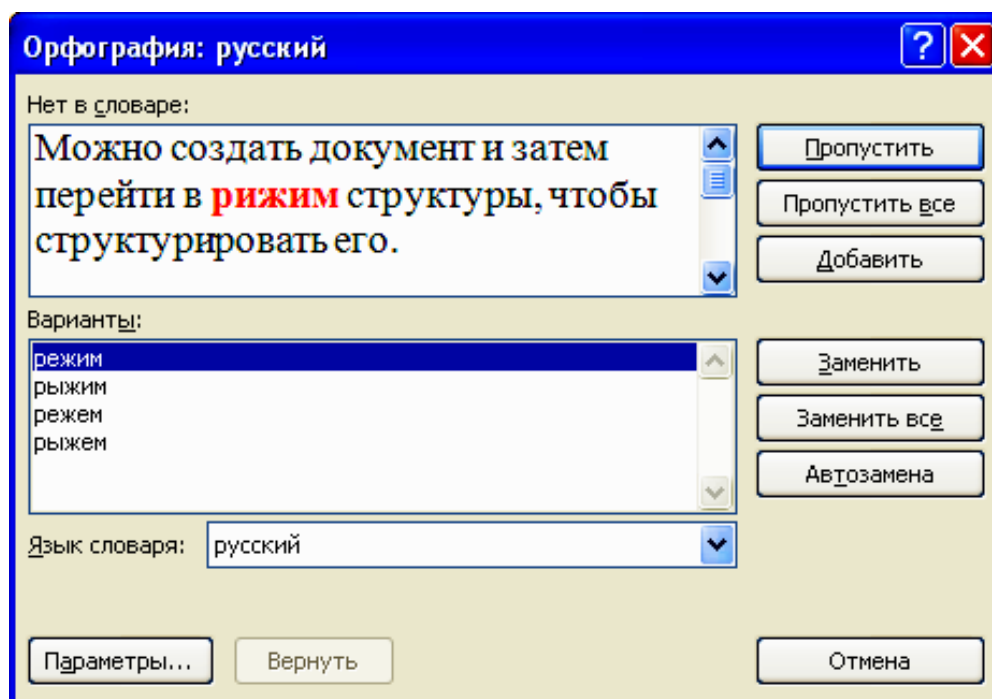 Орфография: русский
Нет в словаре:
Можно создать документ и затем
перейти в рижим структуры, чтобы
структурировать его.
Пропустить
Пропустить все
Добавить
Варианты:
режим
рыжим
режем
рыжем
Заменить
Заменить все
Автозамена
Язык словаря: русский
Параметры... Вернуть Отмена